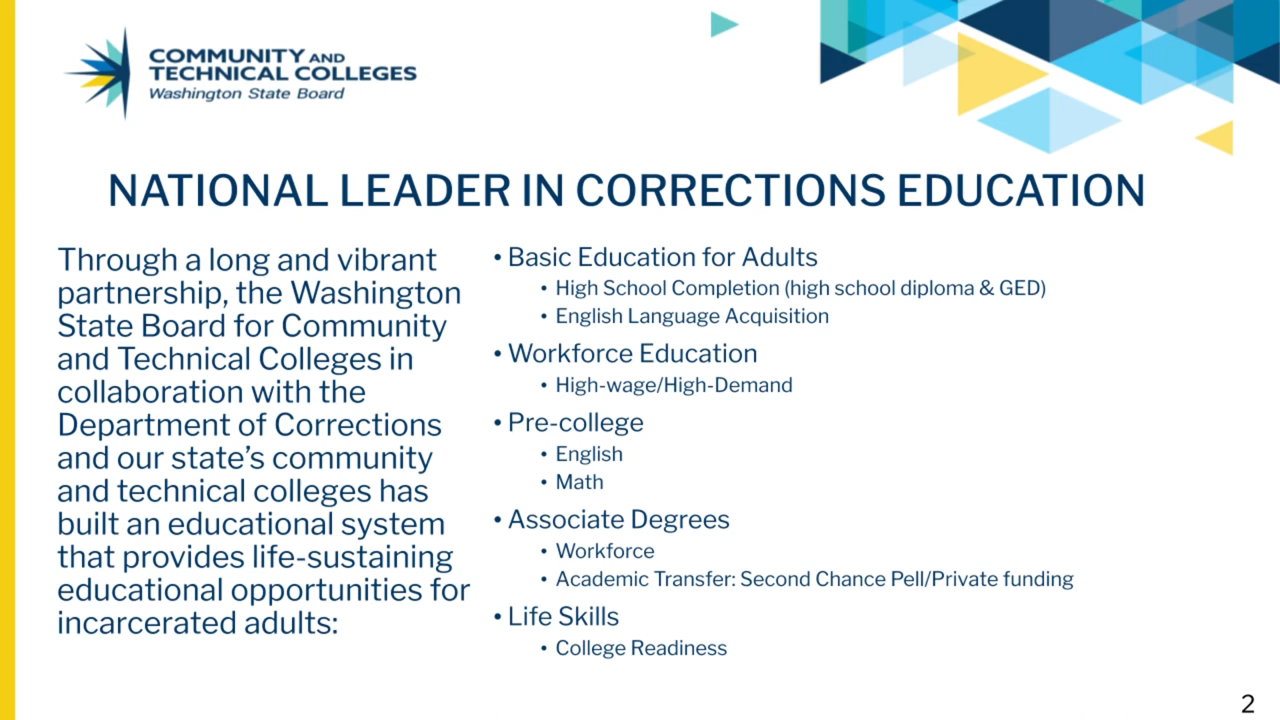 COMMUNITY AND
TECHNICAL COLLEGES
Washington State Board
NATIONAL LEADER IN CORRECTIONS EDUCATION
Through a long and vibrant
partnership, the Washington
State Board for Community
and Technical Colleges in
collaboration with the
Department of Corrections
and our state’s community
and technical colleges has
built an educational system
that provides life-sustaining
educational opportunities for
incarcerated adults:
• Basic Education for Adults
• High School Completion (high school diploma & GED)
• English Language Acquisition
• Workforce Education
• High-wage/High-Demand
• Pre-college
• English
• Math
• Associate Degrees
• Workforce
• Academic Transfer: Second Chance Pell/Private funding
• Life Skills
• College Readiness
2